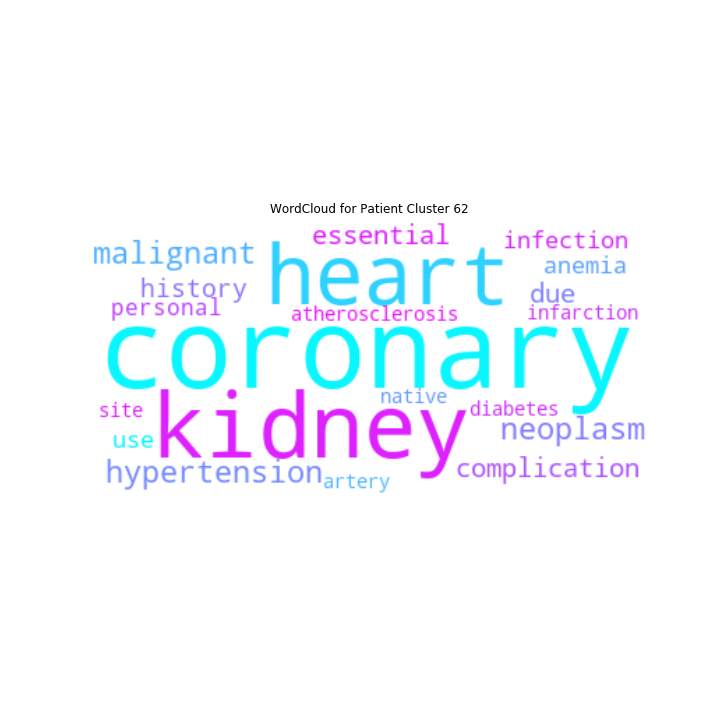 WordCloud for Patient Cluster 62
essential
infection
malignant
heart
anemia
history
due
personal
atherosclerosis
infarction
coronary
native
site
kidney
diabetes
use
neoplasm
hypertension
complication
artery